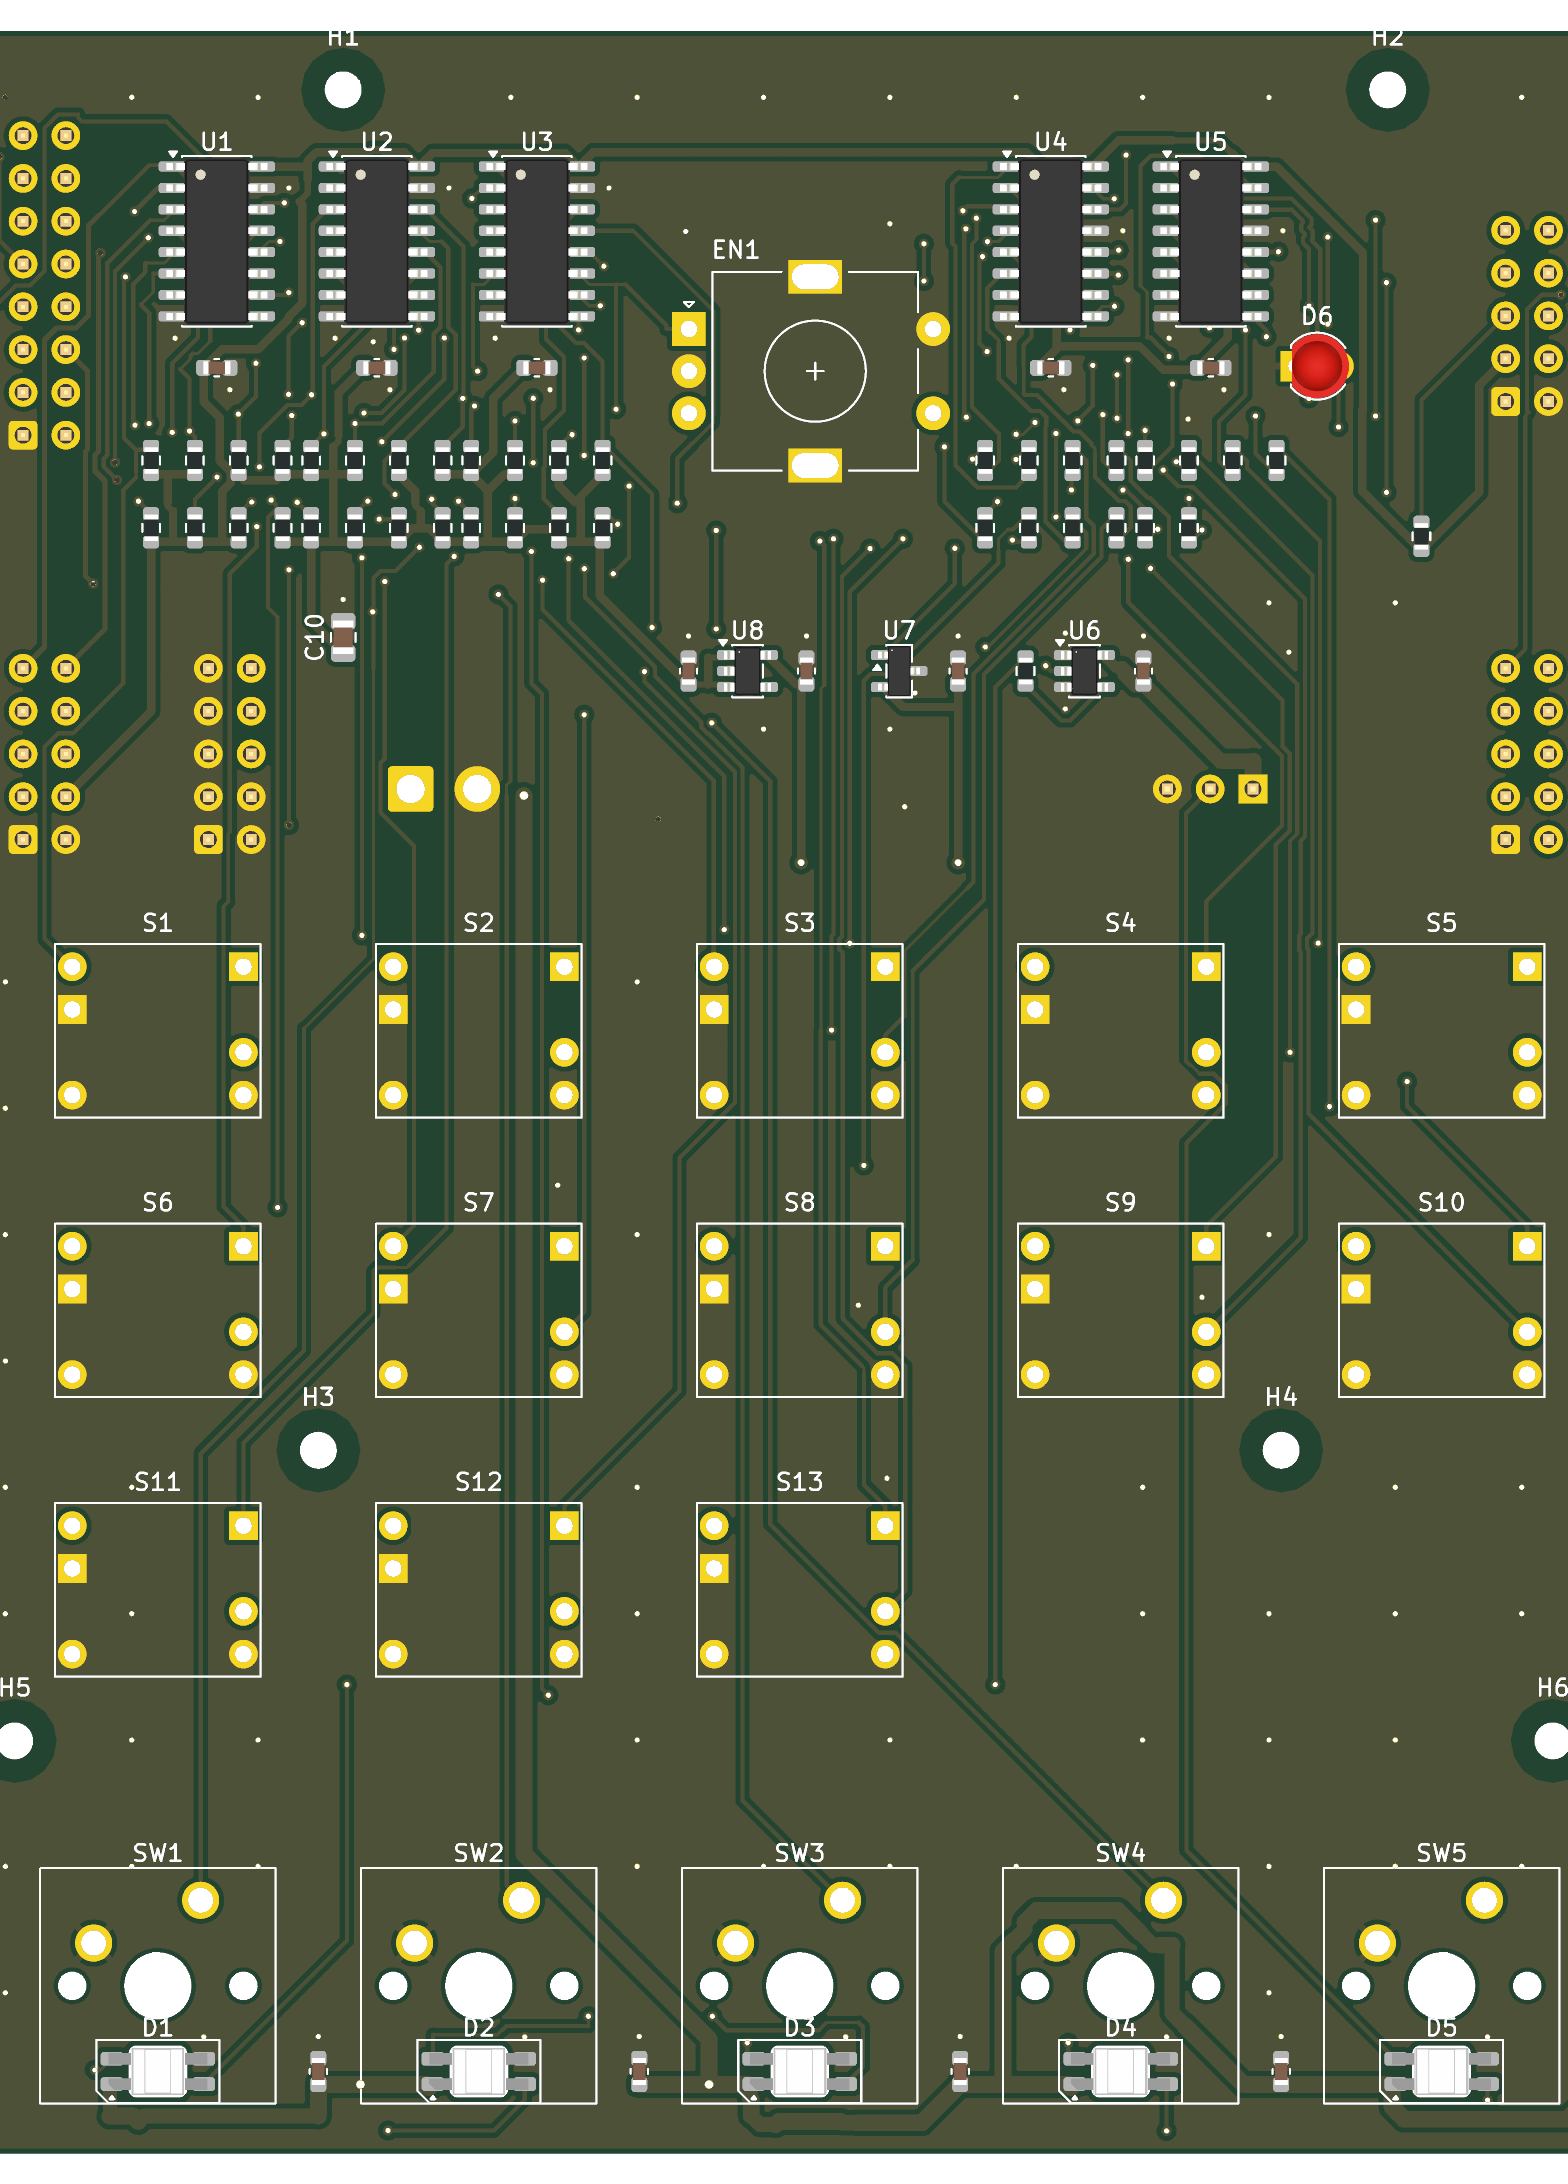 H1 H2
U1 U2 U3 U4 U5
EN1
D6
C10 U8 U7 U6
S1 S2 S3 S4 S5
S6 S7 S8 S9 S10
H3 H4
S11 S12 S13
H5 H6
SW1 SW2 SW3 SW4 SW5
D1 D2 D3 D4 D5